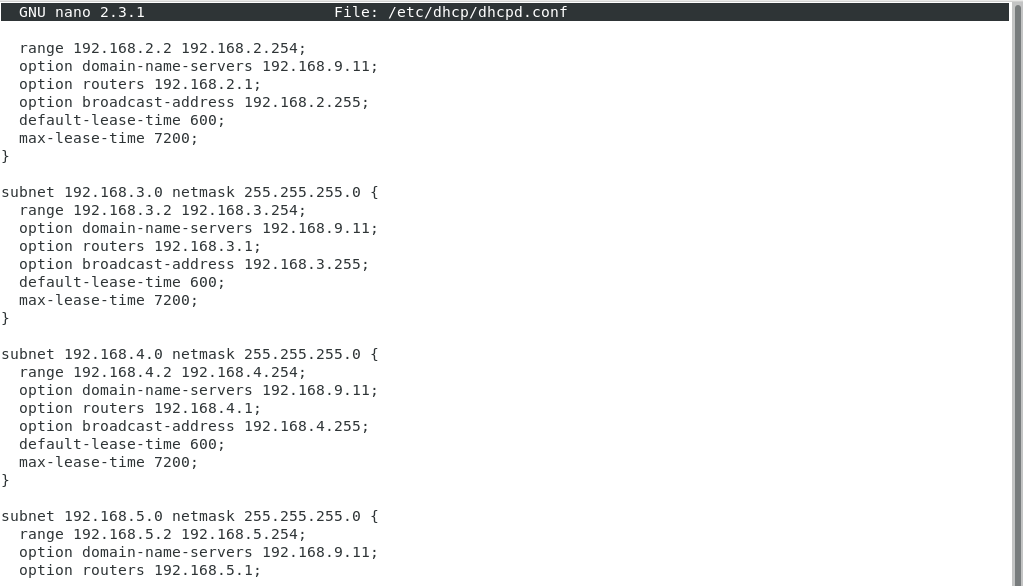 GNU nano 2.3.1 File: /etc/dhcp/dhcpd.conf
range 192.168.2.2 192.168.2.254;
option domain-name-servers 192.168.9.11;
option routers 192.168.2.1;
option broadcast-address 192.168.2.255;
default-lease-time 600;
max-lease-time 7200;
}
subnet 192.168.3.0 netmask 255.255.255.0 {
range 192.168.3.2 192.168.3.254;
option domain-name-servers 192.168.9.11;
option routers 192.168.3.1;
option broadcast-address 192.168.3.255;
default-lease-time 600;
max-lease-time 7200;
}
subnet 192.168.4.0 netmask 255.255.255.0 {
range 192.168.4.2 192.168.4.254;
option domain-name-servers 192.168.9.11;
option routers 192.168.4.1;
option broadcast-address 192.168.4.255;
default-lease-time 600;
max-lease-time 7200;
}
subnet 192.168.5.0 netmask 255.255.255.0 {
range 192.168.5.2 192.168.5.254;
option domain-name-servers 192.168.9.11;
option routers 192.168.5.1;